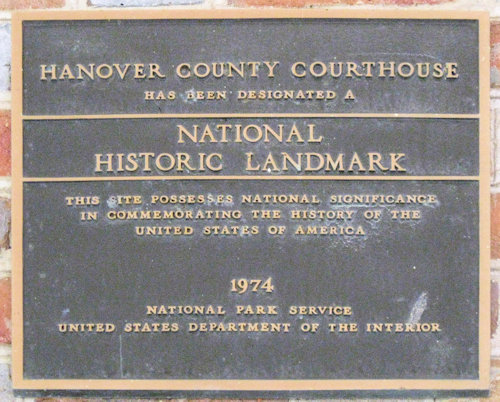 HANOVER COUNTY COURTHOUSE
HAS BEEN DESIGNATED A
NATIONAL
HISTORIC LANDMARK
THIS SITE POSSESSES NATIONAL SIGNIFICANCE
IN COMMEMORATING THE HISTORY OF THE
UNITED STATES OF AMERICA
1974
NATIONAL PARK SERVICE
UNITED STATES DEPARTMENT OF THE INTERIOR